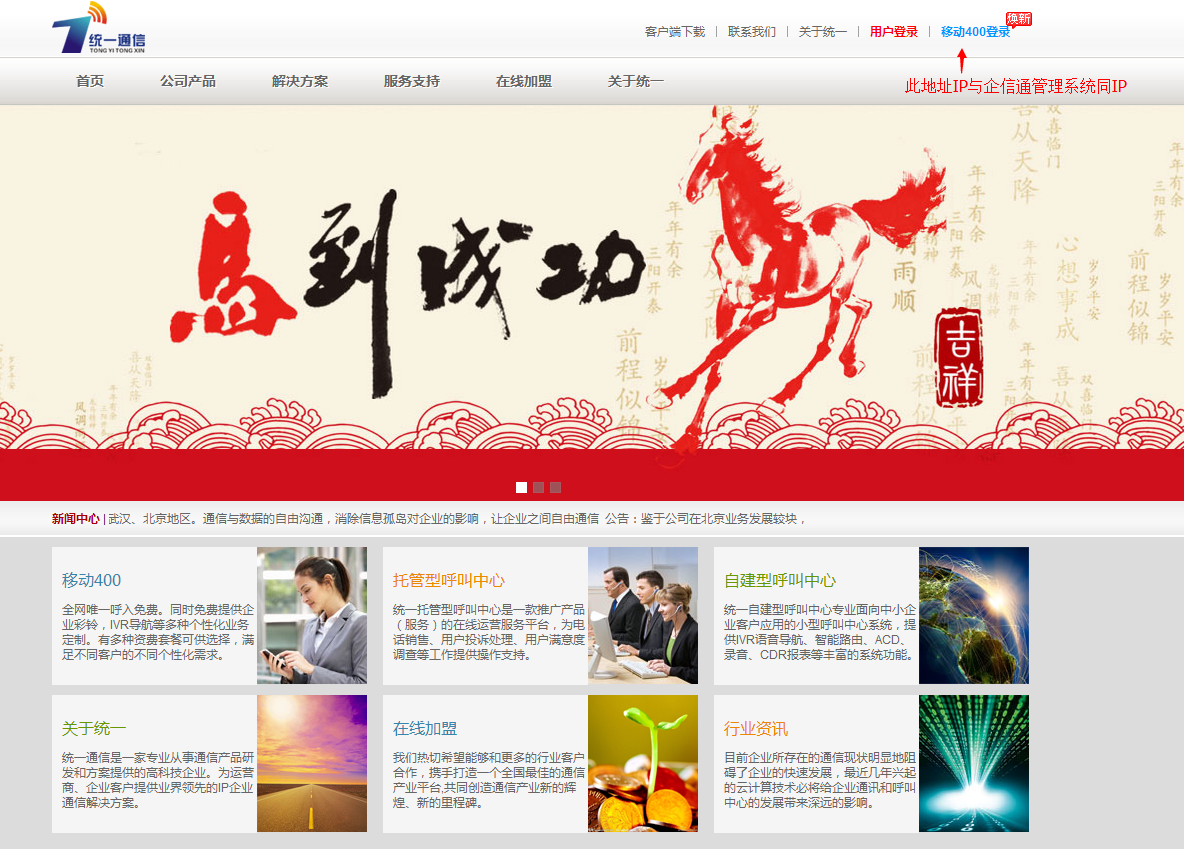 统一通信
TONG YI TONG XIN
客户端下载 | 联系我们 | 关于统一 | 用户登录 | 移动400登录
焕新
首页 公司产品 解决方案 服务支持 在线加盟 关于统一
此地址IP与企信通管理系统同IP
馬到成功
吉祥
喜从天降
双喜临门
年年有余
三阳开泰
心想事成
岁岁平安
前程似锦
新闻中心 | 武汉、北京地区。通信与数据的自由沟通，消除信息孤岛对企业的影响，让企业之间自由通信 公告：鉴于公司在北京业务发展较块，
移动400
全网唯一呼入免费。同时免费提供企
业彩铃，IVR导航等多种个性化业务
定制。有多种资费套餐可供选择，满
足不同客户的不同个性化需求。
托管型呼叫中心
统一托管型呼叫中心是一款推广产品
（服务）的在线运营服务平台，为电
话销售、用户投诉处理、用户满意度
调查等工作提供操作支持。
自建型呼叫中心
统一自建型呼叫中心专业面向中小企
业客户应用的小型呼叫中心系统，提
供IVR语音导航、智能路由、ACD、
录音、CDR报表等丰富的系统功能。
关于统一
统一通信是一家专业从事通信产品研
发和方案提供的高科技企业。为运营
商、企业客户提供业界领先的IP企业
通信解决方案。
在线加盟
我们热切希望能够和更多的行业客户
合作，携手打造一个全国最佳的通信
产业平台,共同创造通信产业新的辉
煌、新的里程碑。
行业资讯
目前企业所存在的通信现状明显地阻
碍了企业的快速发展，最近几年兴起
的云计算技术必将给企业通讯和呼叫
中心的发展带来深远的影响。